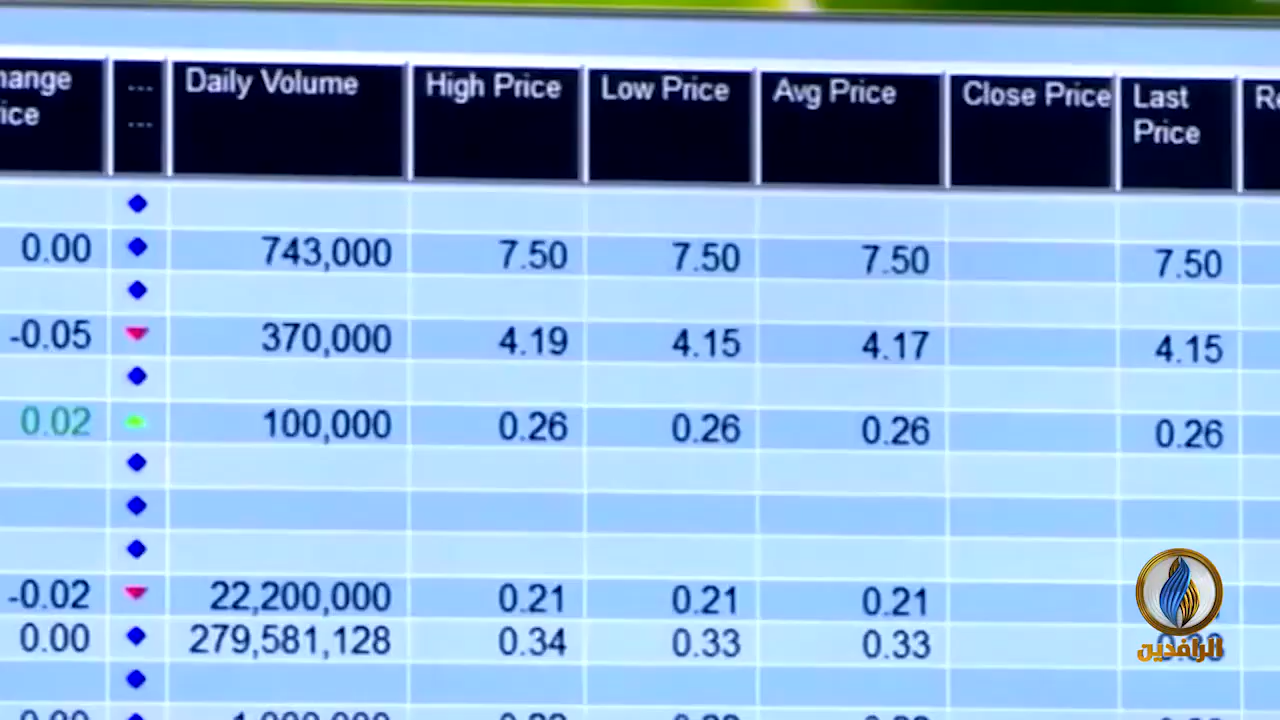 hange ... Daily Volume High Price Low Price Avg Price Close Price Last Re
ice ... Price
0.00 743,000 7.50 7.50 7.50 7.50
-0.05 370,000 4.19 4.15 4.17 4.15
0.02 100,000 0.26 0.26 0.26 0.26
-0.02 22,200,000 0.21 0.21 0.21
0.00 279,581,128 0.34 0.33 0.33
الرافدين